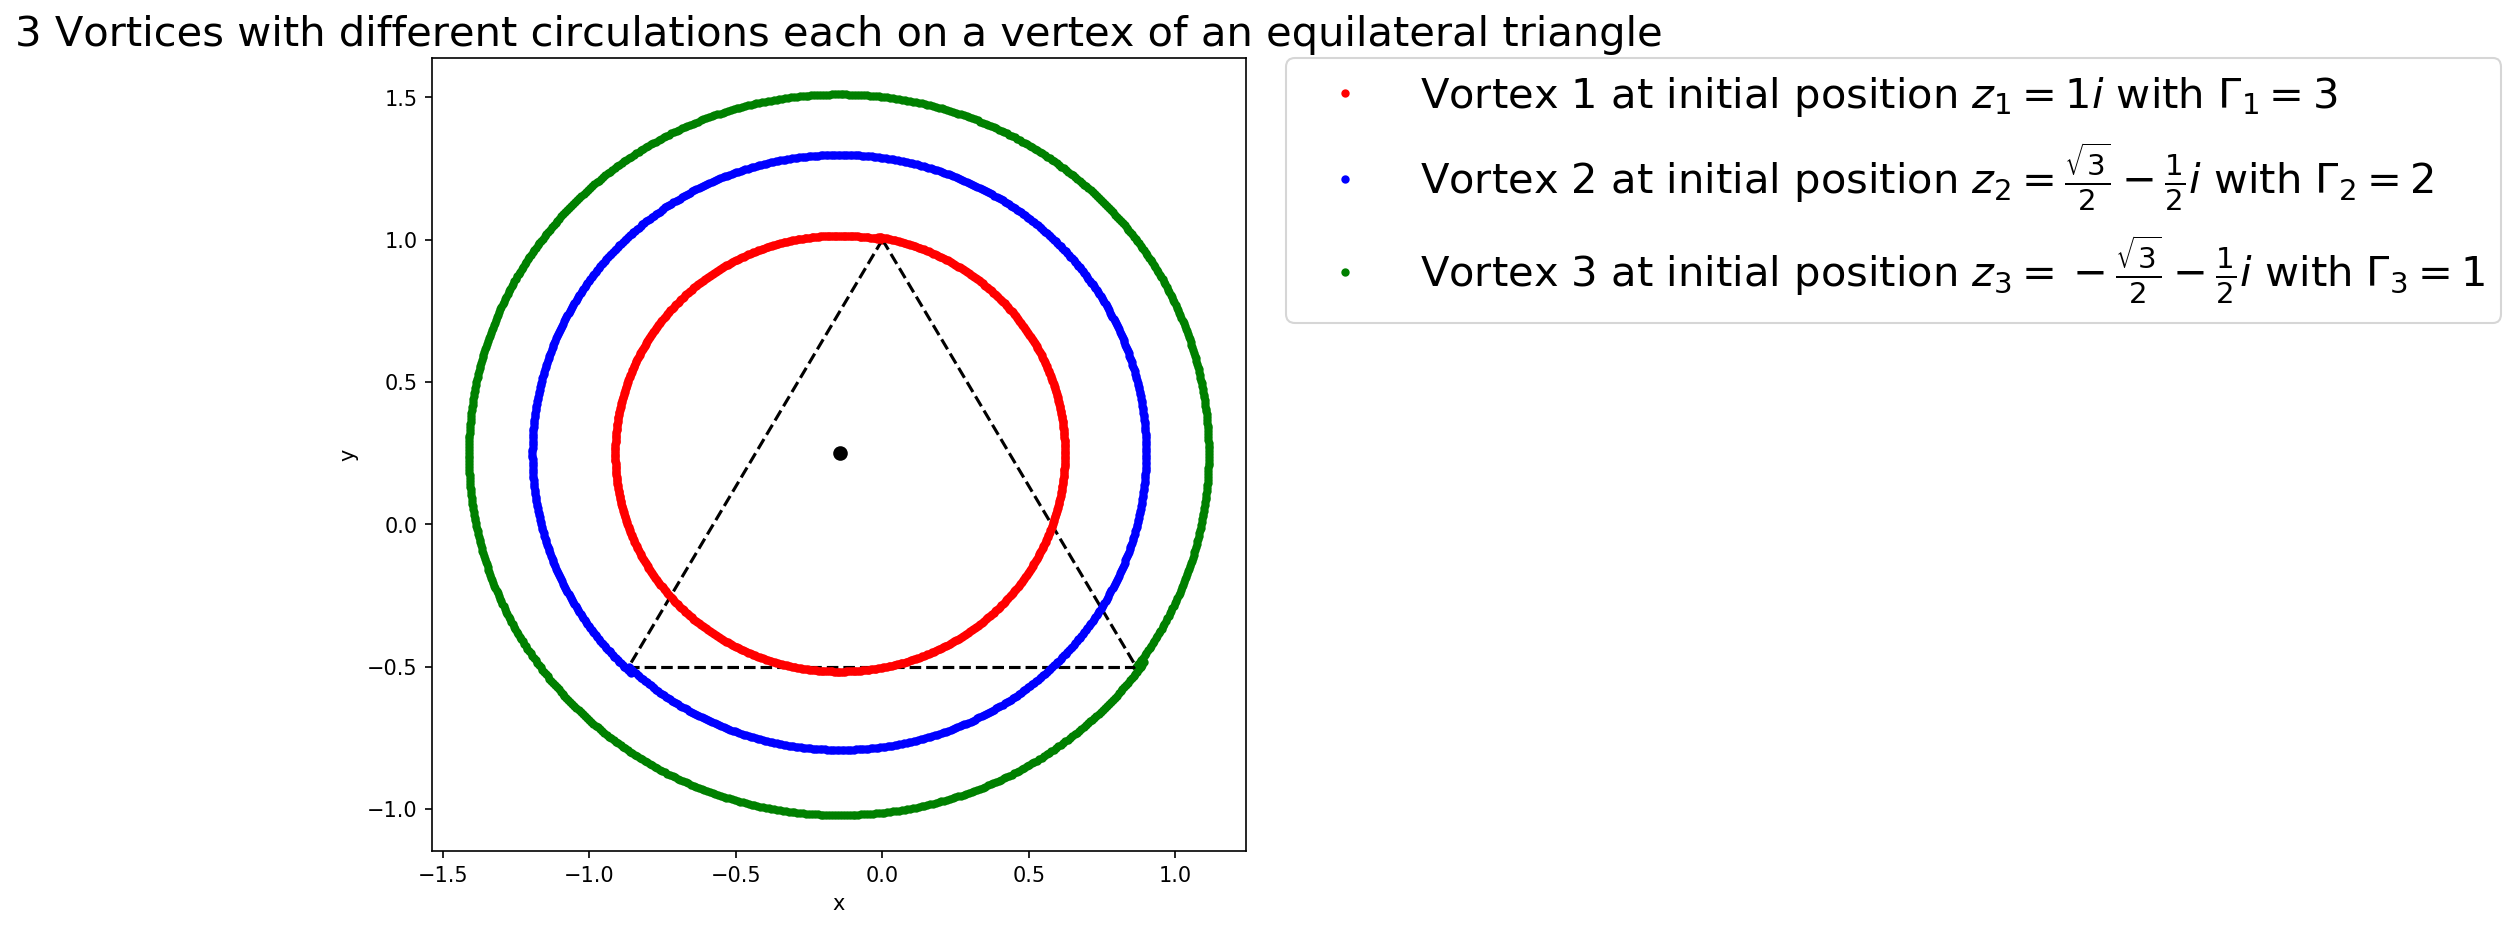 3 Vortices with different circulations each on a vertex of an equilateral triangle
Vortex 1 at initial position $z_1 = 1i$ with $\Gamma_1 = 3$
Vortex 2 at initial position $z_2 = \frac{\sqrt{3}}{2} - \frac{1}{2}i$ with $\Gamma_2 = 2$
Vortex 3 at initial position $z_3 = -\frac{\sqrt{3}}{2} - \frac{1}{2}i$ with $\Gamma_3 = 1$
1.5
1.0
0.5
0.0
−0.5
−1.0
y
−1.5 −1.0 −0.5 0.0 0.5 1.0
x